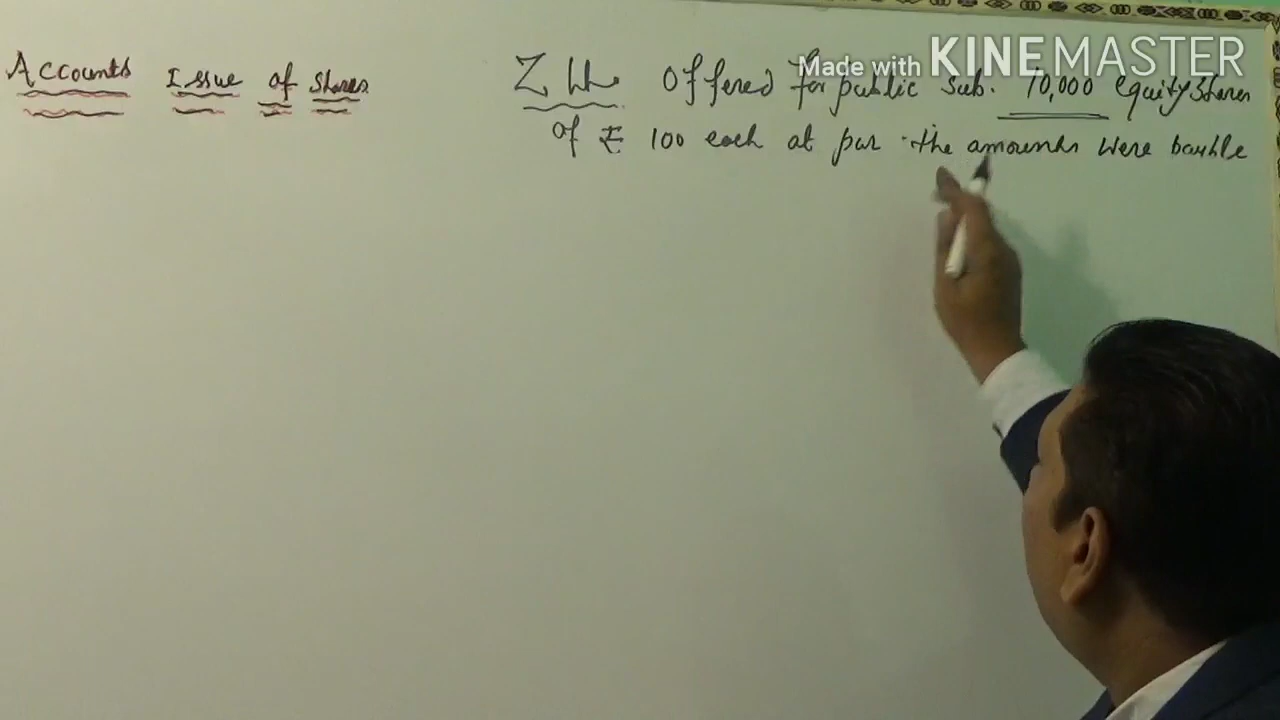 Accounts Issue of Shares
Made with KINEMASTER
Z Ltd Offered for public Sub. 70,000 equity Shares
of ₹ 100 each at par. the amounts were payble